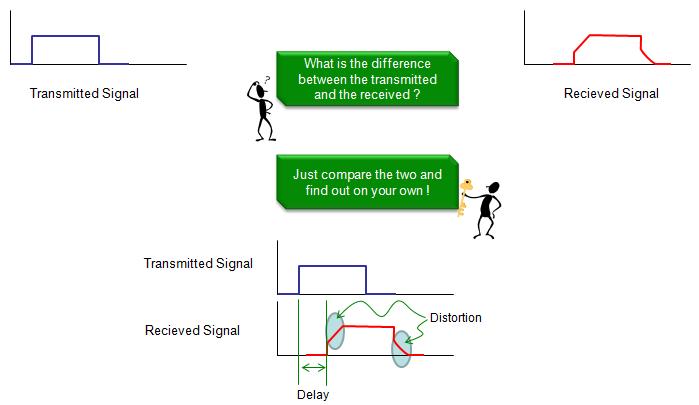 What is the difference
between the transmitted
and the received ?
Transmitted Signal
Recieved Signal
?
Just compare the two and
find out on your own !
Transmitted Signal
Recieved Signal
Distortion
Delay